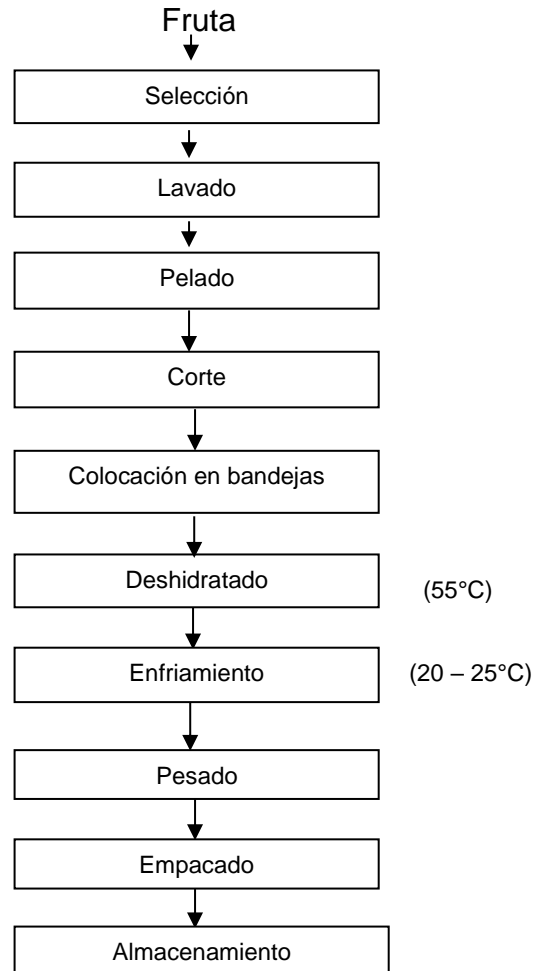 Fruta
Selección
Lavado
Pelado
Corte
Colocación en bandejas
Deshidratado
(55°C)
Enfriamiento
(20 – 25°C)
Pesado
Empacado
Almacenamiento